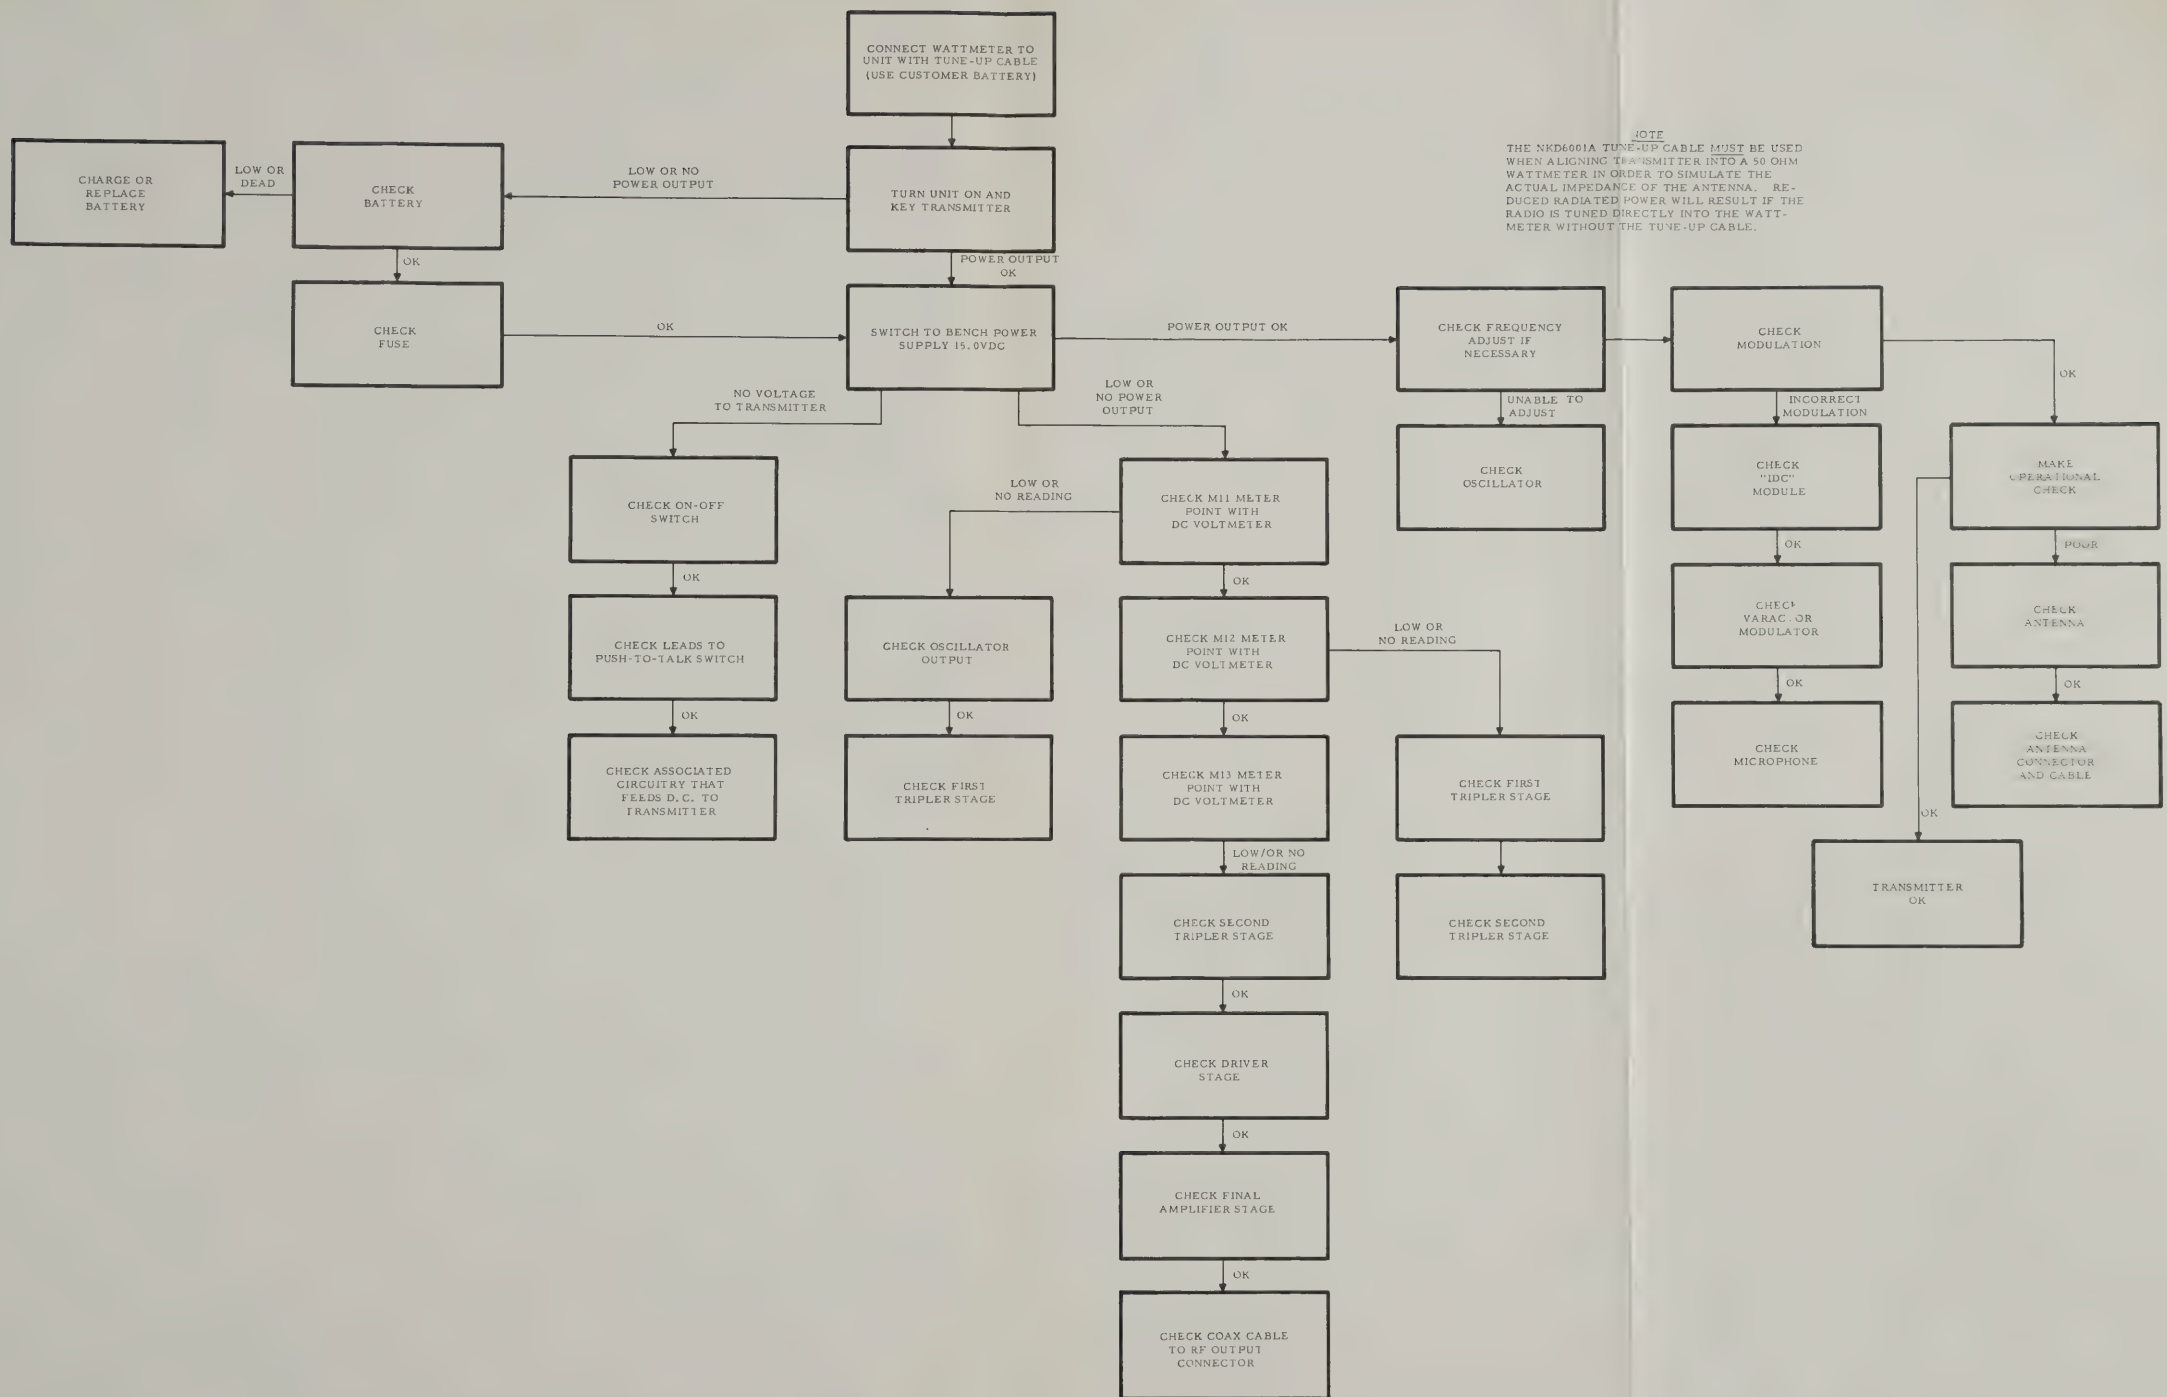 CONNECT WATTMETER TO
UNIT WITH TUNE-UP CABLE
(USE CUSTOMER BATTERY)
CHARGE OR
REPLACE
BATTERY
LOW OR
DEAD
CHECK
BATTERY
LOW OR NO
POWER OUTPUT
TURN UNIT ON AND
KEY TRANSMITTER
NOTE
THE NKD6001A TUNE-UP CABLE MUST BE USED
WHEN ALIGNING TRANSMITTER INTO A 50 OHM
WATTMETER IN ORDER TO SIMULATE THE
ACTUAL IMPEDANCE OF THE ANTENNA. RE-
DUCED RADIATED POWER WILL RESULT IF THE
RADIO IS TUNED DIRECTLY INTO THE WATT-
METER WITHOUT THE TUNE-UP CABLE.
OK
POWER OUTPUT
OK
CHECK
FUSE
OK
SWITCH TO BENCH POWER
SUPPLY 15.0VDC
POWER OUTPUT OK
CHECK FREQUENCY
ADJUST IF
NECESSARY
CHECK
MODULATION
OK
NO VOLTAGE
TO TRANSMITTER
LOW OR
NO POWER
OUTPUT
UNABLE TO
ADJUST
INCORRECT
MODULATION
CHECK ON-OFF
SWITCH
LOW OR
NO READING
CHECK M11 METER
POINT WITH
DC VOLTMETER
CHECK
OSCILLATOR
CHECK
"IDC"
MODULE
MAKE
OPERATIONAL
CHECK
OK
OK
OK
POOR
CHECK LEADS TO
PUSH-TO-TALK SWITCH
CHECK OSCILLATOR
OUTPUT
CHECK M12 METER
POINT WITH
DC VOLTMETER
LOW OR
NO READING
CHECK
VARACTOR
MODULATOR
CHECK
ANTENNA
OK
OK
OK
OK
OK
CHECK ASSOCIATED
CIRCUITRY THAT
FEEDS D.C. TO
TRANSMITTER
CHECK FIRST
TRIPLER STAGE
CHECK M13 METER
POINT WITH
DC VOLTMETER
CHECK FIRST
TRIPLER STAGE
CHECK
MICROPHONE
CHECK
ANTENNA
CONNECTOR
AND CABLE
OK
LOW/OR NO
READING
CHECK SECOND
TRIPLER STAGE
CHECK SECOND
TRIPLER STAGE
TRANSMITTER
OK
OK
CHECK DRIVER
STAGE
OK
CHECK FINAL
AMPLIFIER STAGE
OK
CHECK COAX CABLE
TO RF OUTPUT
CONNECTOR